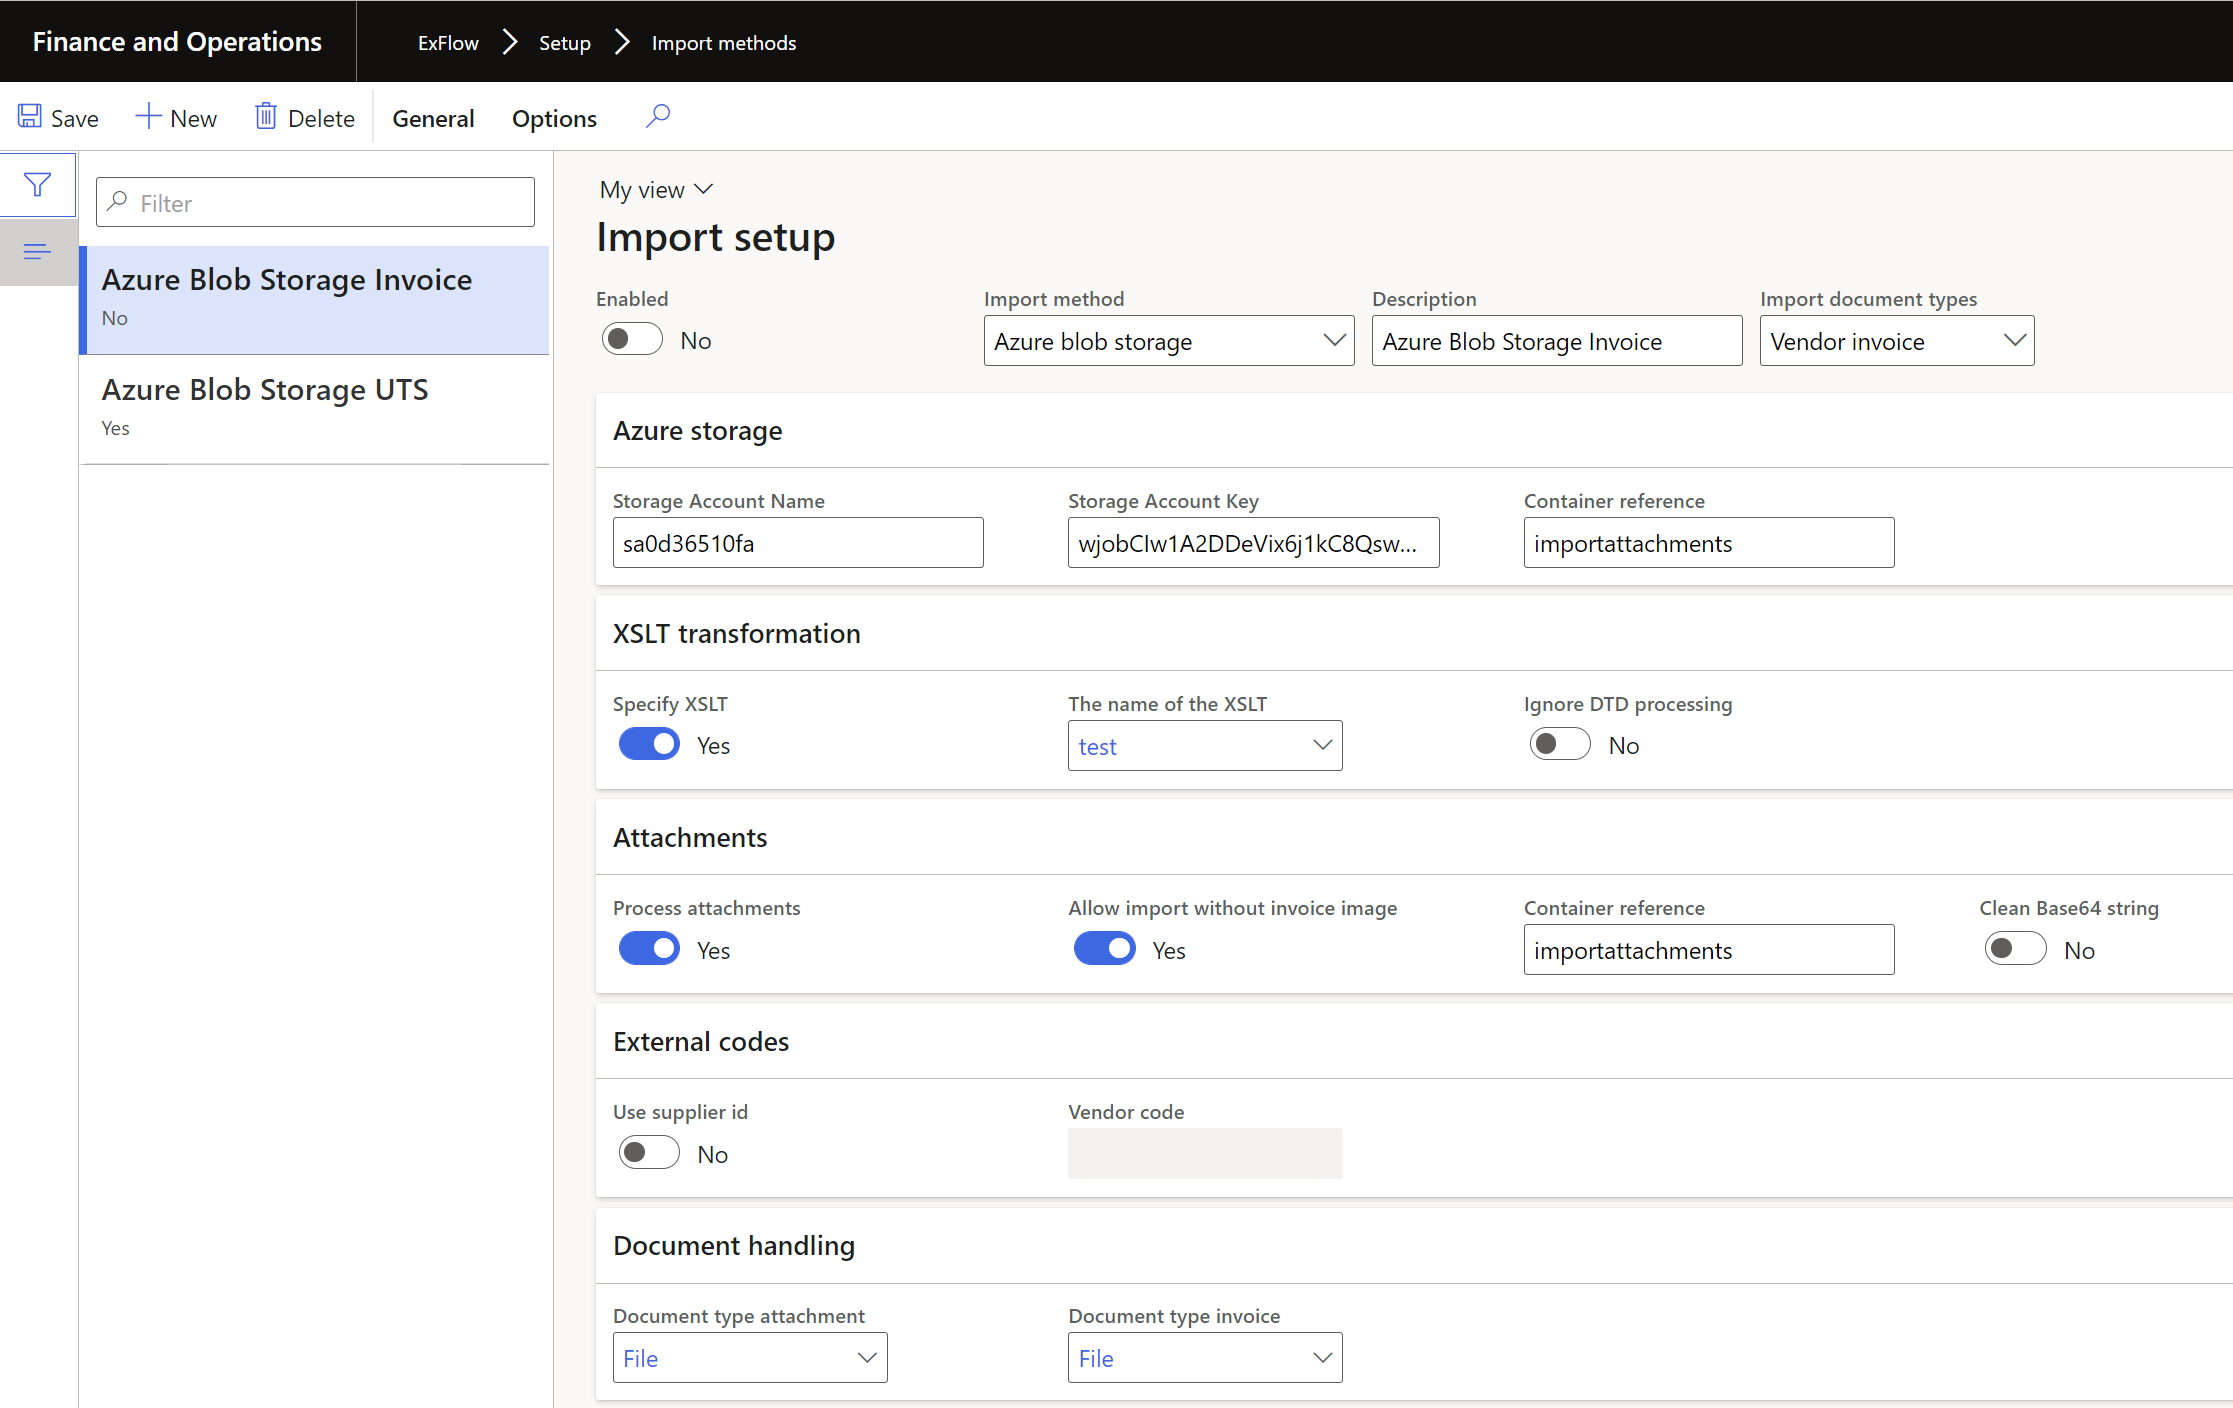 Finance and Operations
ExFlow > Setup > Import methods
Save New Delete General Options
Filter
Azure Blob Storage Invoice
No
Azure Blob Storage UTS
Yes
My view
Import setup
Enabled Import method Description Import document types
No Azure blob storage Azure Blob Storage Invoice Vendor invoice
Azure storage
Storage Account Name Storage Account Key Container reference
sa0d36510fa wjobCIw1A2DDeVix6j1kC8Qsw... importattachments
XSLT transformation
Specify XSLT The name of the XSLT Ignore DTD processing
Yes test No
Attachments
Process attachments Allow import without invoice image Container reference Clean Base64 string
Yes Yes importattachments No
External codes
Use supplier id Vendor code
No
Document handling
Document type attachment Document type invoice
File File